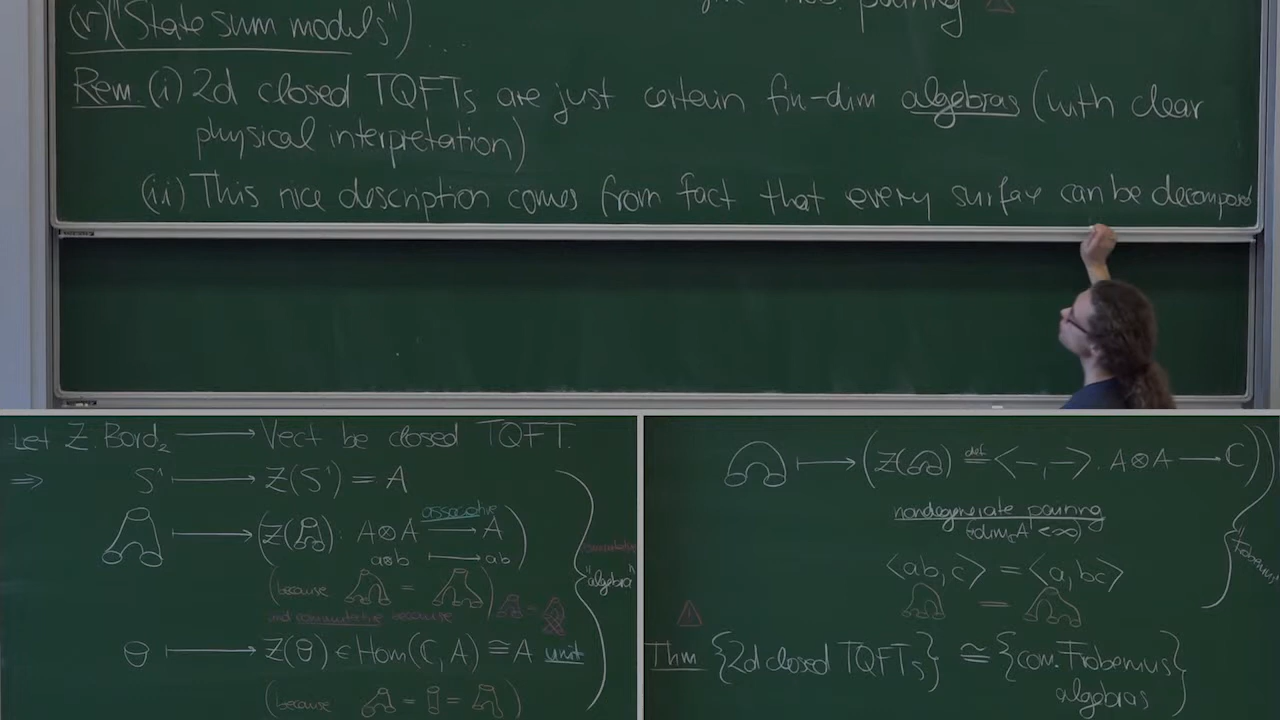 (v) ("State sum models") ....
pairing
Rem (i) 2d closed TQFTs are just certain fin-dim algebras (with clear
physical interpretation)
(ii) This nice description comes from fact that every surface can be decomposed
Let Z: Bord₂ ⟶ Vect be closed TQFT.
⇒ S¹ ⟼ Z(S¹) = A
⟼ (Z( ): A⊗A ⟶ A) associative
a⊗b ⟼ ab
"algebra"
(because = )
and commutative because =
⟼ Z( ) ∈ Hom(ℂ, A) ≅ A unit
(because = = )
⟼ (Z( ) def= <-,->: A⊗A ⟶ ℂ)
nondegenerate pairing
(dim_ℂ A < ∞)
"Frobenius"
<ab,c> = <a,bc>
=
Thm {2d closed TQFTs} ≅ {com. Frobenius
algebras}